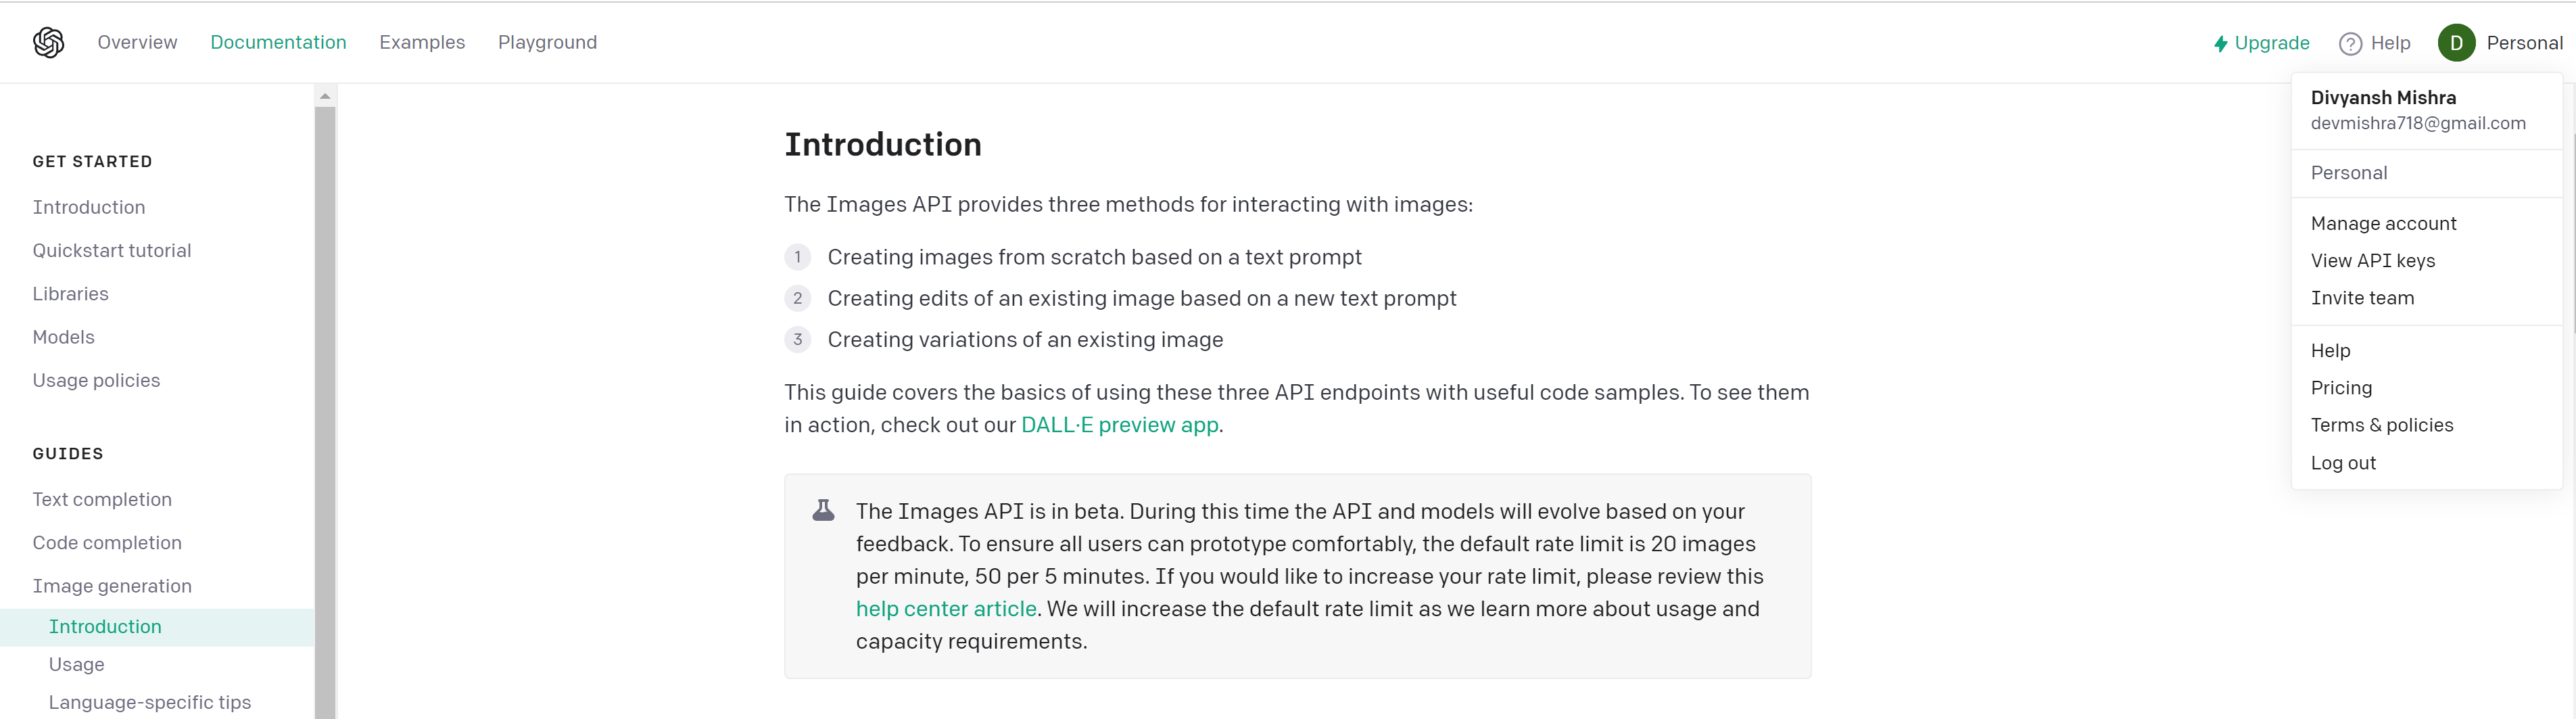 Overview Documentation Examples Playground Upgrade Help D Personal
Divyansh Mishra
devmishra718@gmail.com
Personal
Manage account
View API keys
Invite team
Help
Pricing
Terms & policies
Log out
GET STARTED
Introduction
Quickstart tutorial
Libraries
Models
Usage policies
GUIDES
Text completion
Code completion
Image generation
Introduction
Usage
Language-specific tips
Introduction
The Images API provides three methods for interacting with images:
1 Creating images from scratch based on a text prompt
2 Creating edits of an existing image based on a new text prompt
3 Creating variations of an existing image
This guide covers the basics of using these three API endpoints with useful code samples. To see them
in action, check out our DALL·E preview app.
The Images API is in beta. During this time the API and models will evolve based on your
feedback. To ensure all users can prototype comfortably, the default rate limit is 20 images
per minute, 50 per 5 minutes. If you would like to increase your rate limit, please review this
help center article. We will increase the default rate limit as we learn more about usage and
capacity requirements.